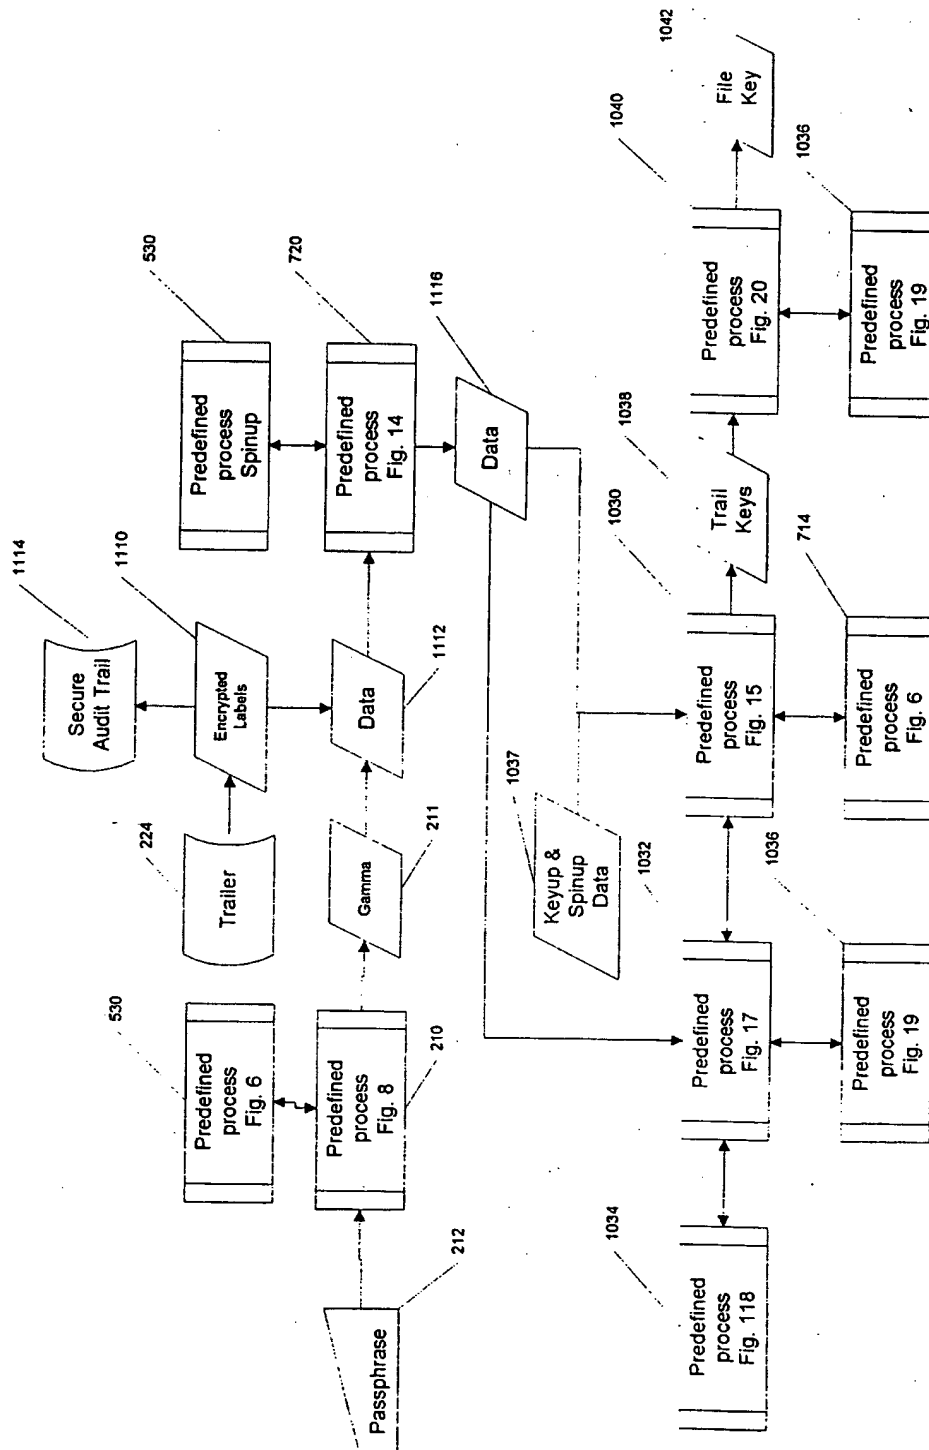 1114
Secure
Audit Trail
530
224
1110
530
Predefined
process
Fig. 6
Trailer
Encrypted
Labels
Predefined
process
Spinup
720
Passphrase
Predefined
process
Fig. 8
Gamma
Data
Predefined
process
Fig. 14
212
210
211
1112
1116
Data
1037
Keyup &
Spinup
Data
1034
1032
1030
1038
1040
1042
Predefined
process
Fig. 118
Predefined
process
Fig. 17
Predefined
process
Fig. 15
Trail
Keys
Predefined
process
Fig. 20
File
Key
1036
714
1036
Predefined
process
Fig. 19
Predefined
process
Fig. 6
Predefined
process
Fig. 19